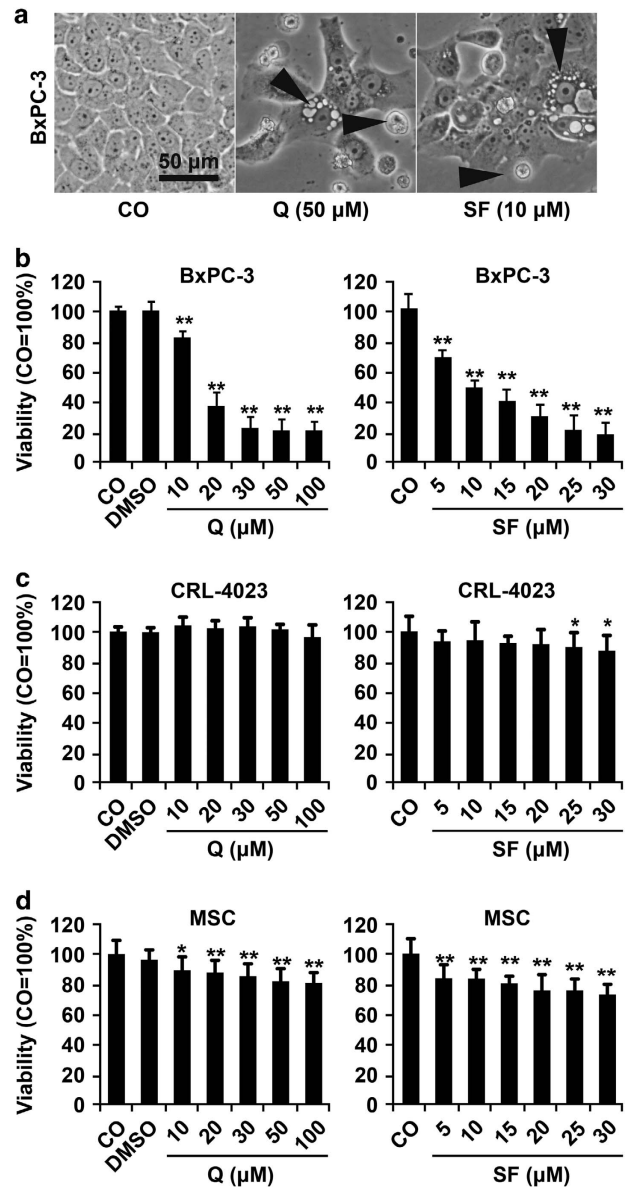 a
BxPC-3
50 µm
CO Q (50 µM) SF (10 µM)
b
BxPC-3
Viability (CO=100%)
120
100
80
60
40
20
0
** ** ** ** **
CO DMSO 10 20 30 50 100
Q (µM)
BxPC-3
120
100
80
60
40
20
0
** ** ** ** ** **
CO 5 10 15 20 25 30
SF (µM)
c
CRL-4023
Viability (CO=100%)
120
100
80
60
40
20
0
CO DMSO 10 20 30 50 100
Q (µM)
CRL-4023
120
100
80
60
40
20
0
* *
CO 5 10 15 20 25 30
SF (µM)
d
MSC
Viability (CO=100%)
120
100
80
60
40
20
0
* ** ** ** **
CO DMSO 10 20 30 50 100
Q (µM)
MSC
120
100
80
60
40
20
0
** ** ** ** ** **
CO 5 10 15 20 25 30
SF (µM)